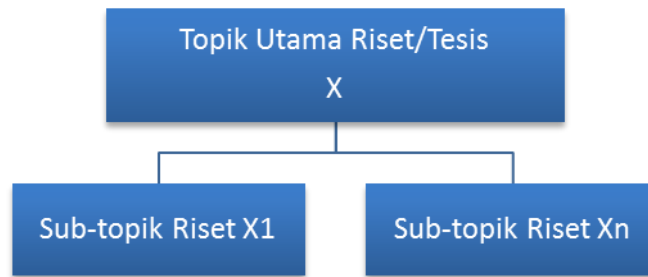 Topik Utama Riset/Tesis
X
Sub-topik Riset X1
Sub-topik Riset Xn